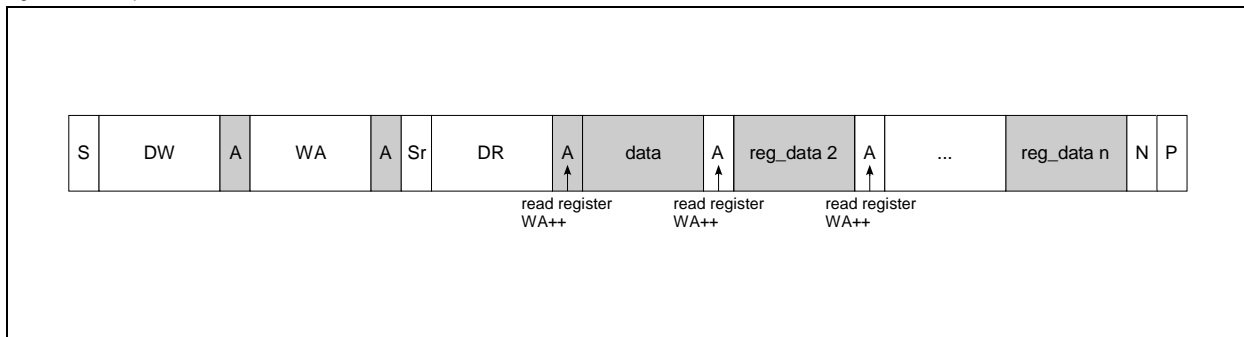 S DW A WA A Sr DR A data A reg_data 2 A ... reg_data n N P
read register read register read register
WA++ WA++ WA++